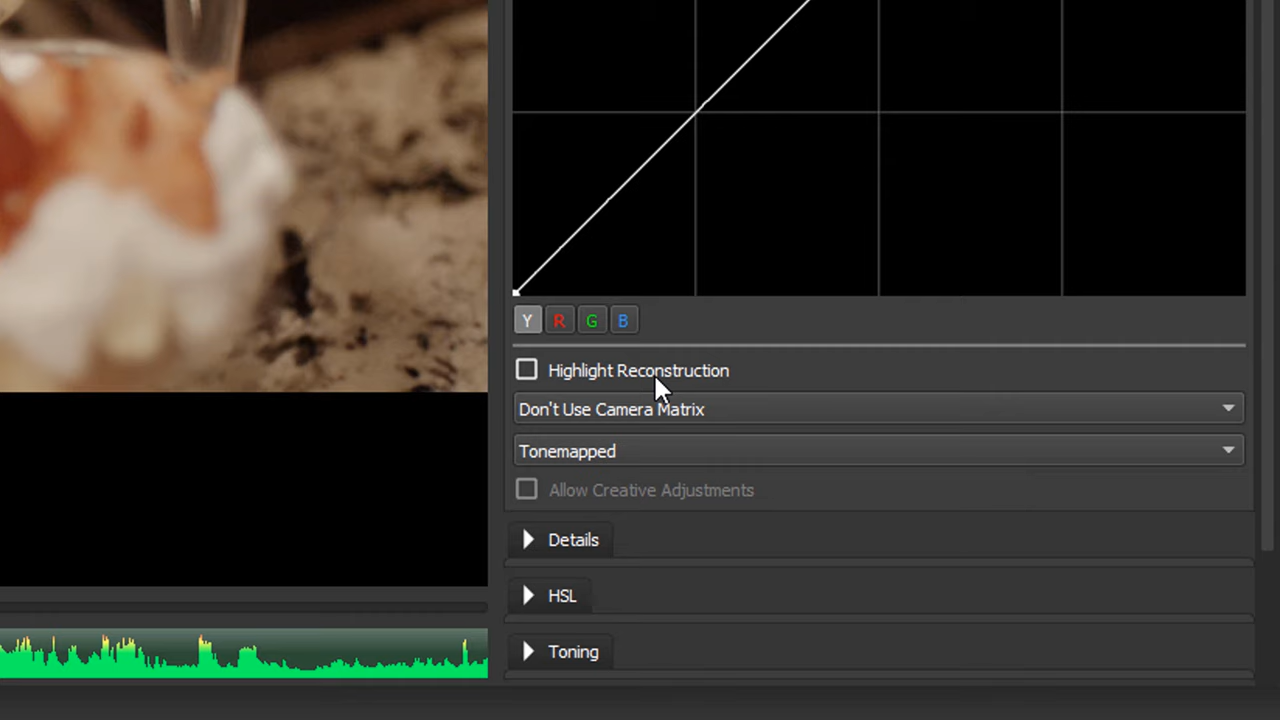 Y R G B
Highlight Reconstruction
Don't Use Camera Matrix
Tonemapped
Allow Creative Adjustments
Details
HSL
Toning